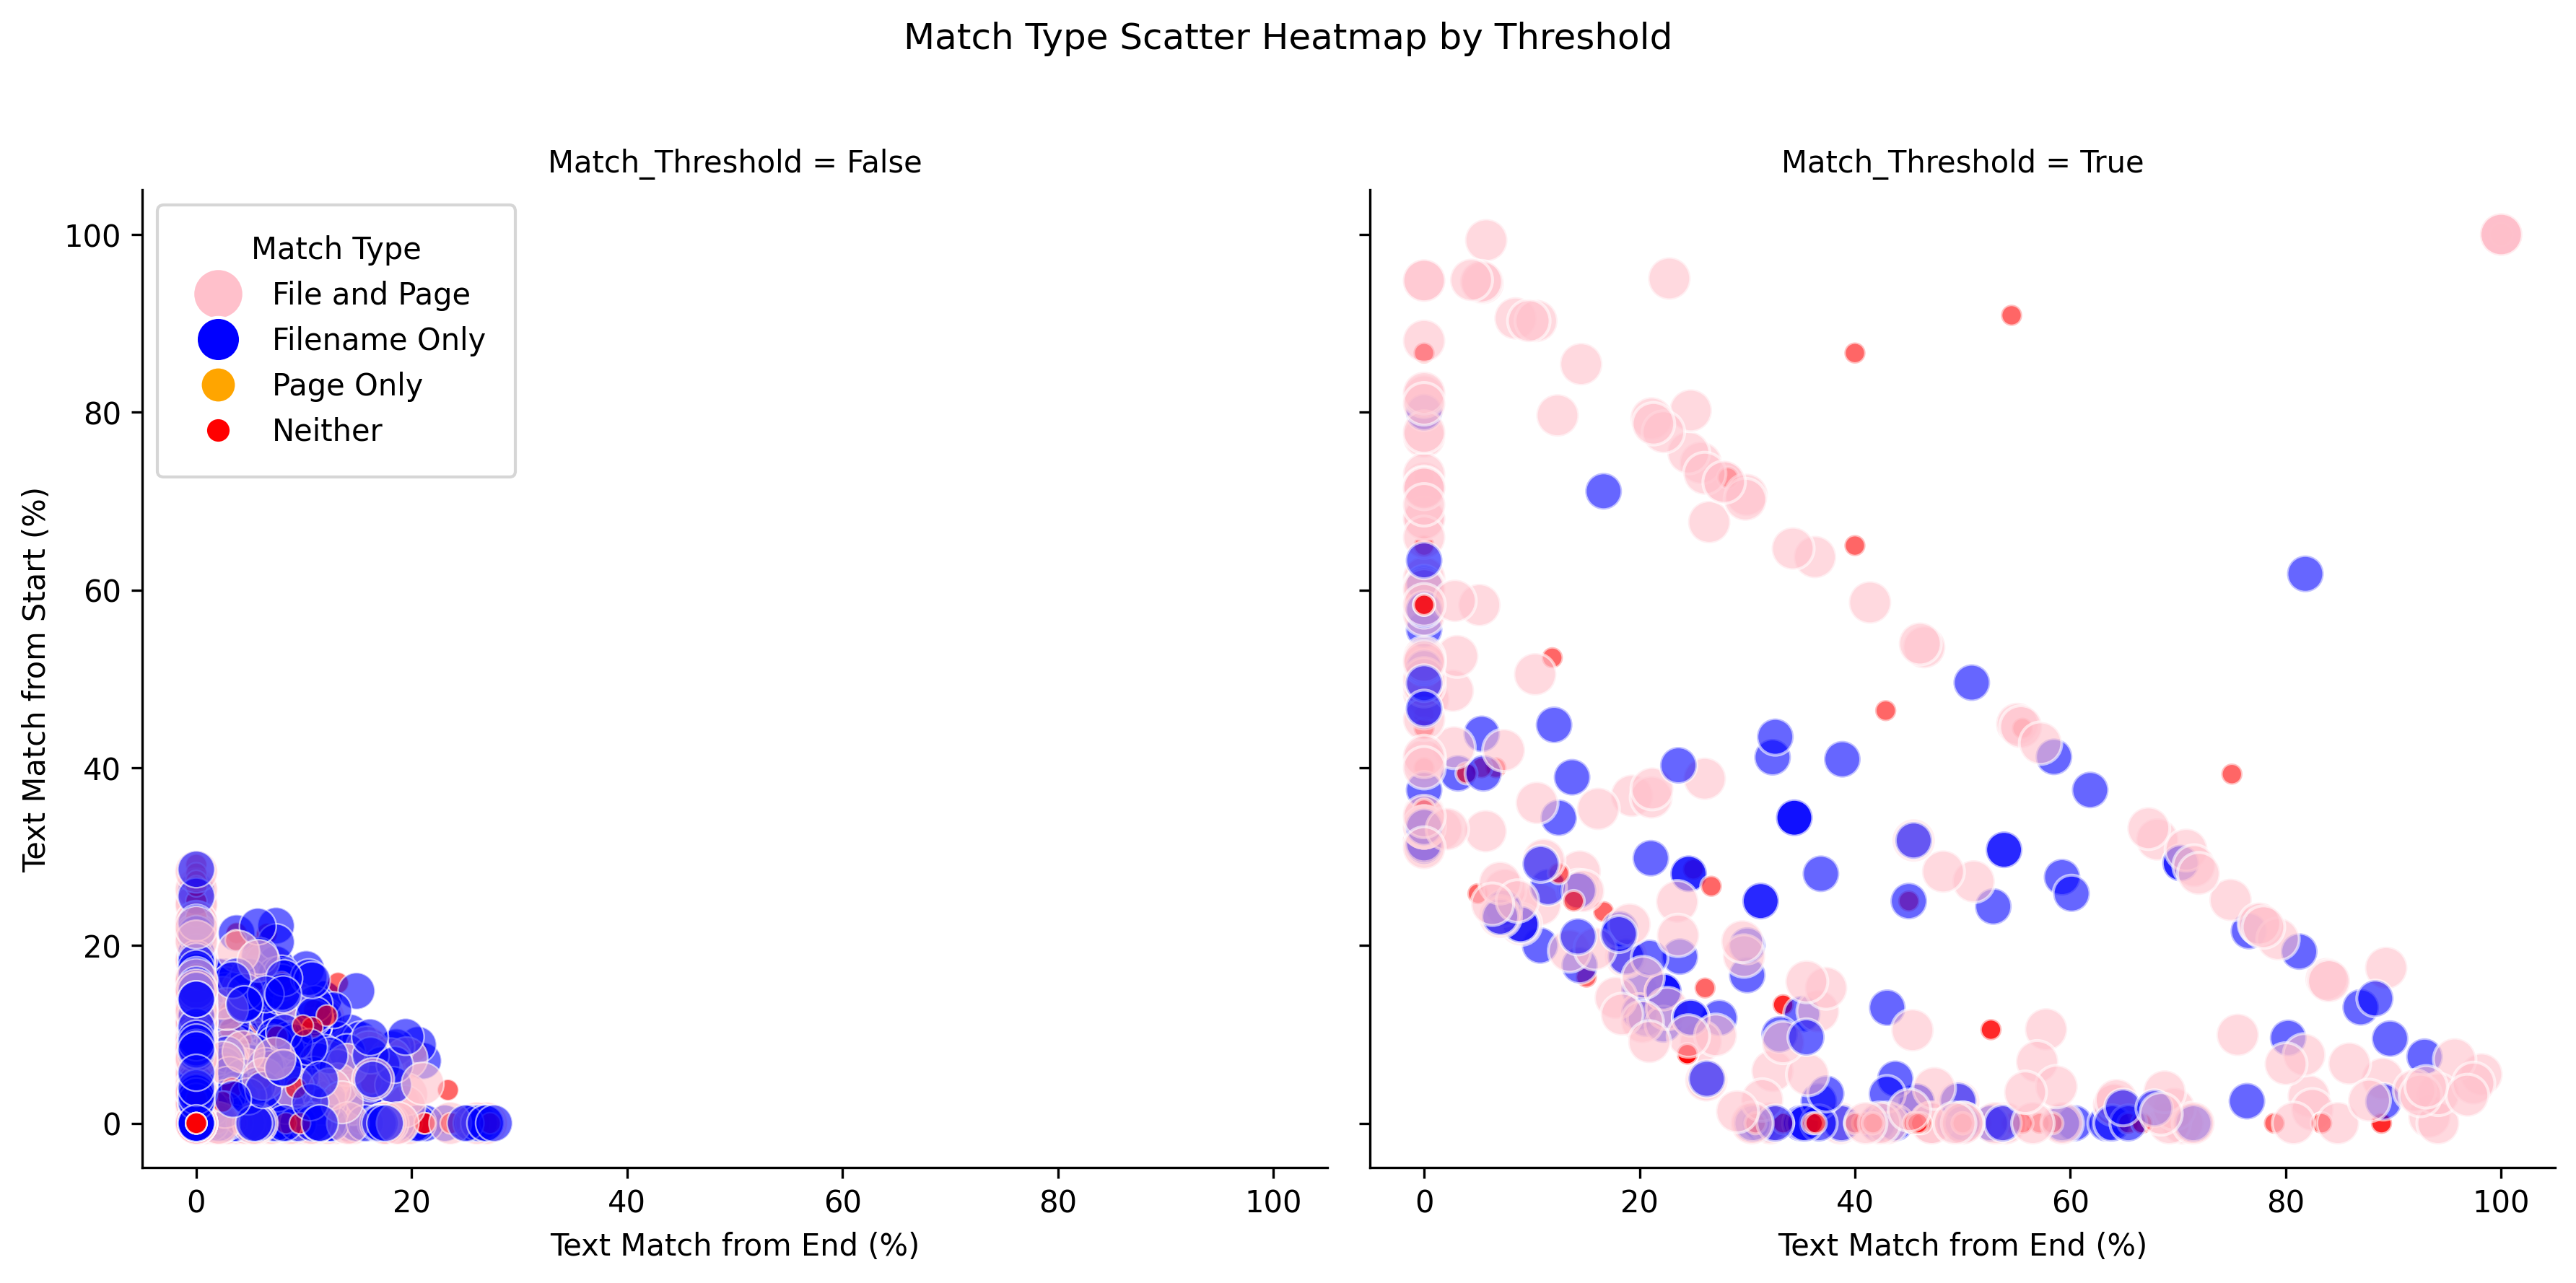 Match Type Scatter Heatmap by Threshold
Match_Threshold = False
Match_Threshold = True
Match Type
File and Page
Filename Only
Page Only
Neither
Text Match from Start (%)
100
80
60
40
20
0
0 20 40 60 80 100
0 20 40 60 80 100
Text Match from End (%)
Text Match from End (%)